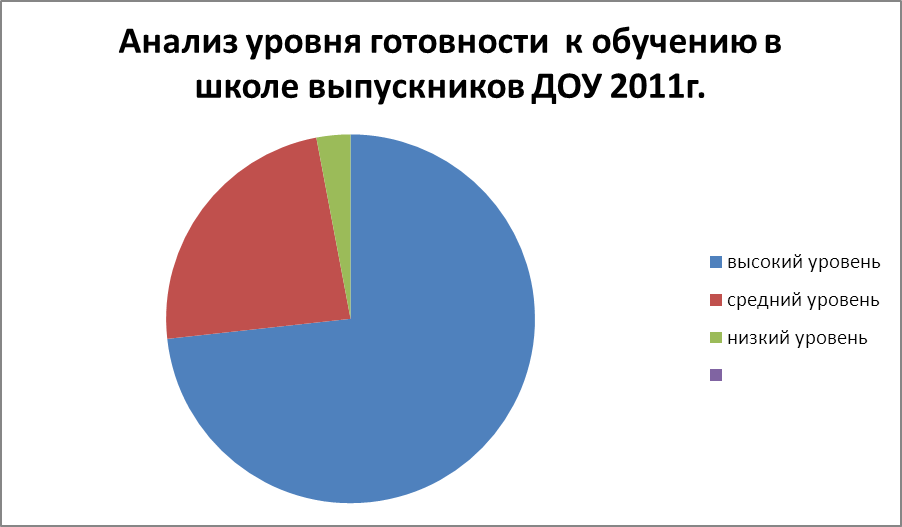 Анализ уровня готовности  к обучению в
школе выпускников ДОУ 2011г.
высокий уровень
средний уровень
низкий уровень